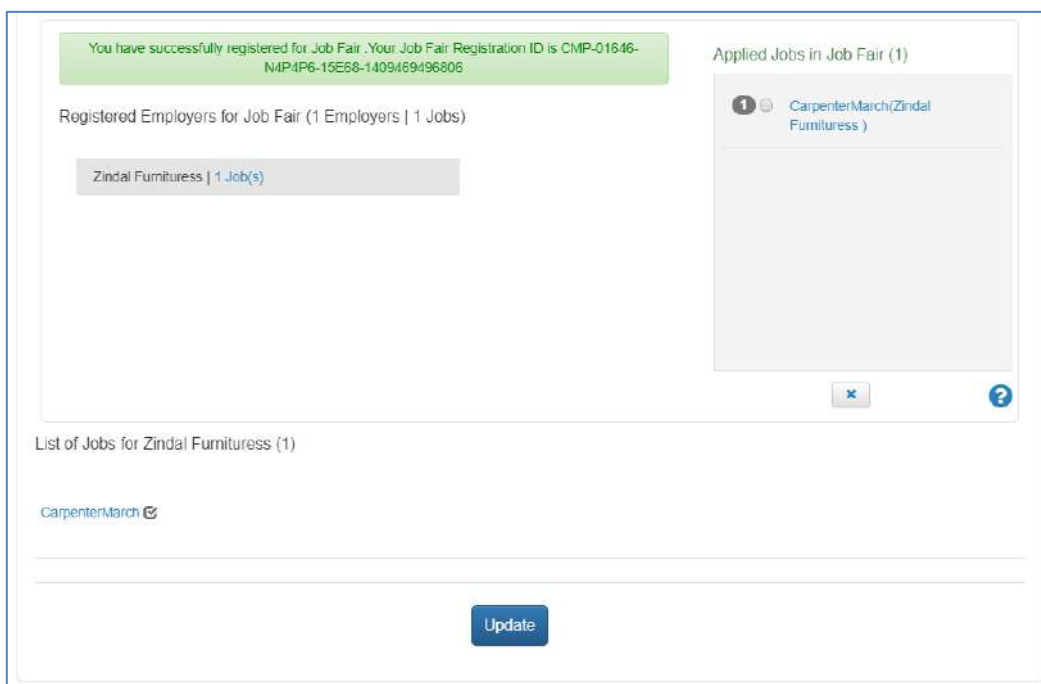 You have successfully registered for Job Fair .Your Job Fair Registration ID is CMP-01646-
N4P4P6-15E68-1409469496806
Registered Employers for Job Fair (1 Employers | 1 Jobs)
Zindal Furnituress | 1 Job(s)
Applied Jobs in Job Fair (1)
1 CarpenterMarch(Zindal
Furnituress )
×
?
List of Jobs for Zindal Furnituress (1)
CarpenterMarch
Update